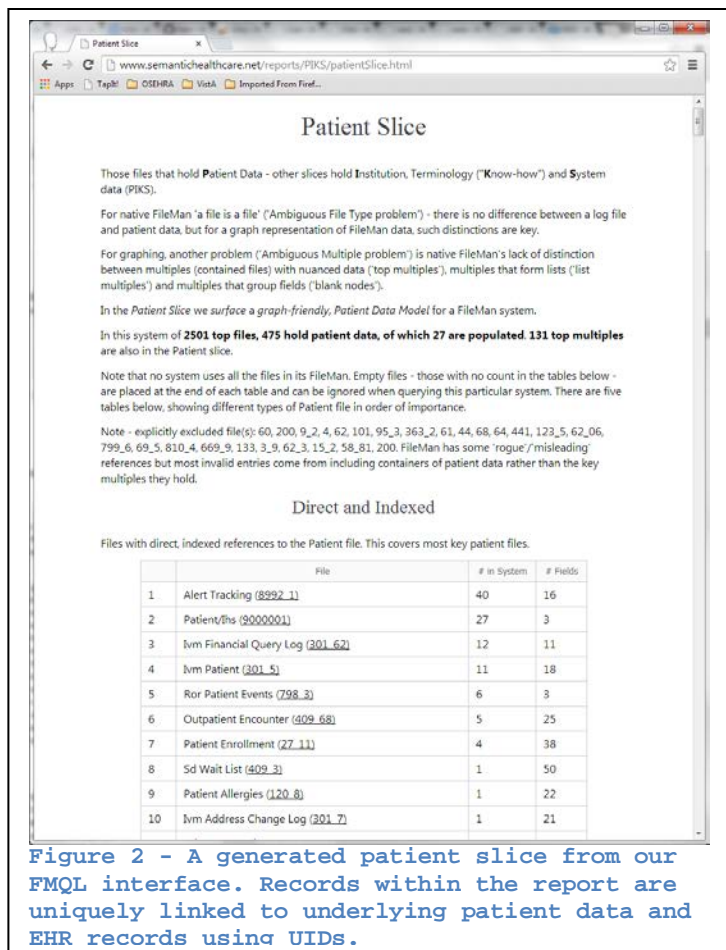 Patient Slice
www.semantichealthcare.net/reports/PIKS/patientSlice.html
Apps TapIt! OSEHRA VistA Imported From Firef...
Patient Slice
Those files that hold Patient Data - other slices hold Institution, Terminology ("Know-how") and System
data (PIKS).
For native FileMan 'a file is a file' ('Ambiguous File Type problem') - there is no difference between a log file
and patient data, but for a graph representation of FileMan data, such distinctions are key.
For graphing, another problem ('Ambiguous Multiple problem') is native FileMan's lack of distinction
between multiples (contained files) with nuanced data ('top multiples'), multiples that form lists ('list
multiples') and multiples that group fields ('blank nodes').
In the Patient Slice we surface a graph-friendly, Patient Data Model for a FileMan system.
In this system of 2501 top files, 475 hold patient data, of which 27 are populated. 131 top multiples
are also in the Patient slice.
Note that no system uses all the files in its FileMan. Empty files - those with no count in the tables below -
are placed at the end of each table and can be ignored when querying this particular system. There are five
tables below, showing different types of Patient file in order of importance.
Note - explicitly excluded file(s): 60, 200, 9_2, 4, 62, 101, 95_3, 363_2, 61, 44, 68, 64, 441, 123_5, 62_06,
799_6, 69_5, 810_4, 669_9, 133, 3_9, 62_3, 15_2, 58_81, 200. FileMan has some 'rogue'/'misleading'
references but most invalid entries come from including containers of patient data rather than the key
multiples they hold.
Direct and Indexed
Files with direct, indexed references to the Patient file. This covers most key patient files.
File # in System # Fields
1 Alert Tracking (8992_1) 40 16
2 Patient/Ihs (9000001) 27 3
3 Ivm Financial Query Log (301_62) 12 11
4 Ivm Patient (301_5) 11 18
5 Ror Patient Events (798_3) 6 3
6 Outpatient Encounter (409_68) 5 25
7 Patient Enrollment (27_11) 4 38
8 Sd Wait List (409_3) 1 50
9 Patient Allergies (120_8) 1 22
10 Ivm Address Change Log (301_7) 1 21
Figure 2 - A generated patient slice from our
FMQL interface. Records within the report are
uniquely linked to underlying patient data and
EHR records using UIDs.